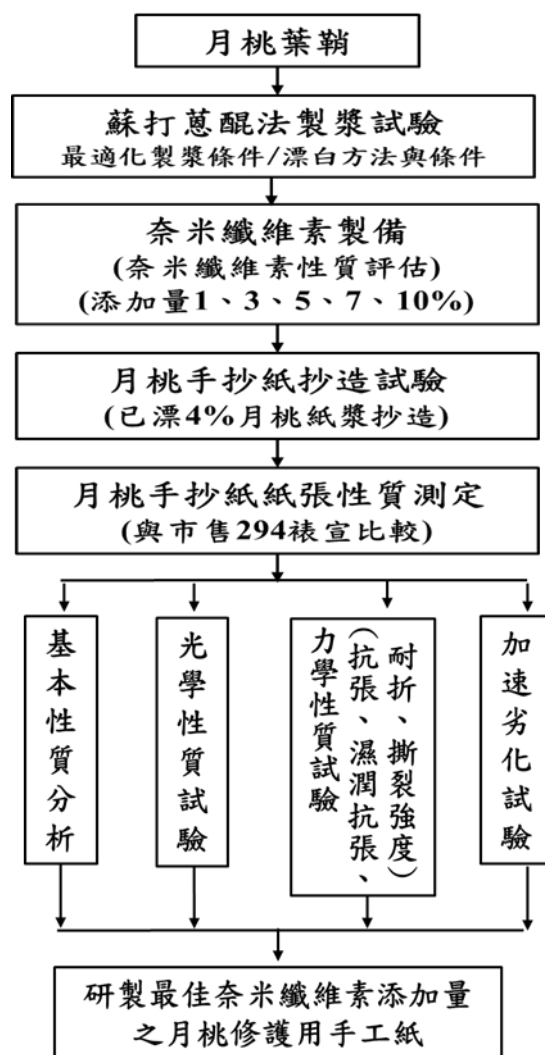 月桃葉鞘
蘇打蔥醌法製漿試驗
最適化製漿條件/漂白方法與條件
奈米纖維素製備
(奈米纖維素性質評估)
(添加量1、3、5、7、10%)
月桃手抄紙抄造試驗
(已漂4%月桃紙漿抄造)
月桃手抄紙紙張性質測定
(與市售294裱宣比較)
基本性質分析
光學性質試驗
力學性質試驗
(抗張、濕潤抗張、
耐折、撕裂強度)
加速劣化試驗
研製最佳奈米纖維素添加量
之月桃修護用手工紙